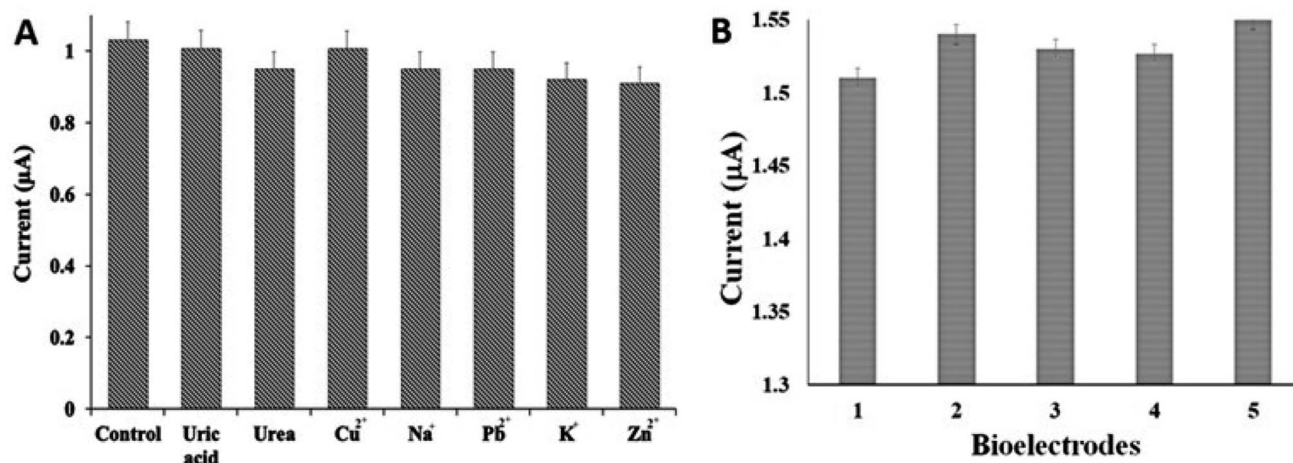 A
Current (µA)
1
0.8
0.6
0.4
0.2
0
Control Uric acid Urea Cu²⁺ Na⁺ Pb²⁺ K⁺ Zn²⁺
B
Current (µA)
1.55
1.5
1.45
1.4
1.35
1.3
1 2 3 4 5
Bioelectrodes